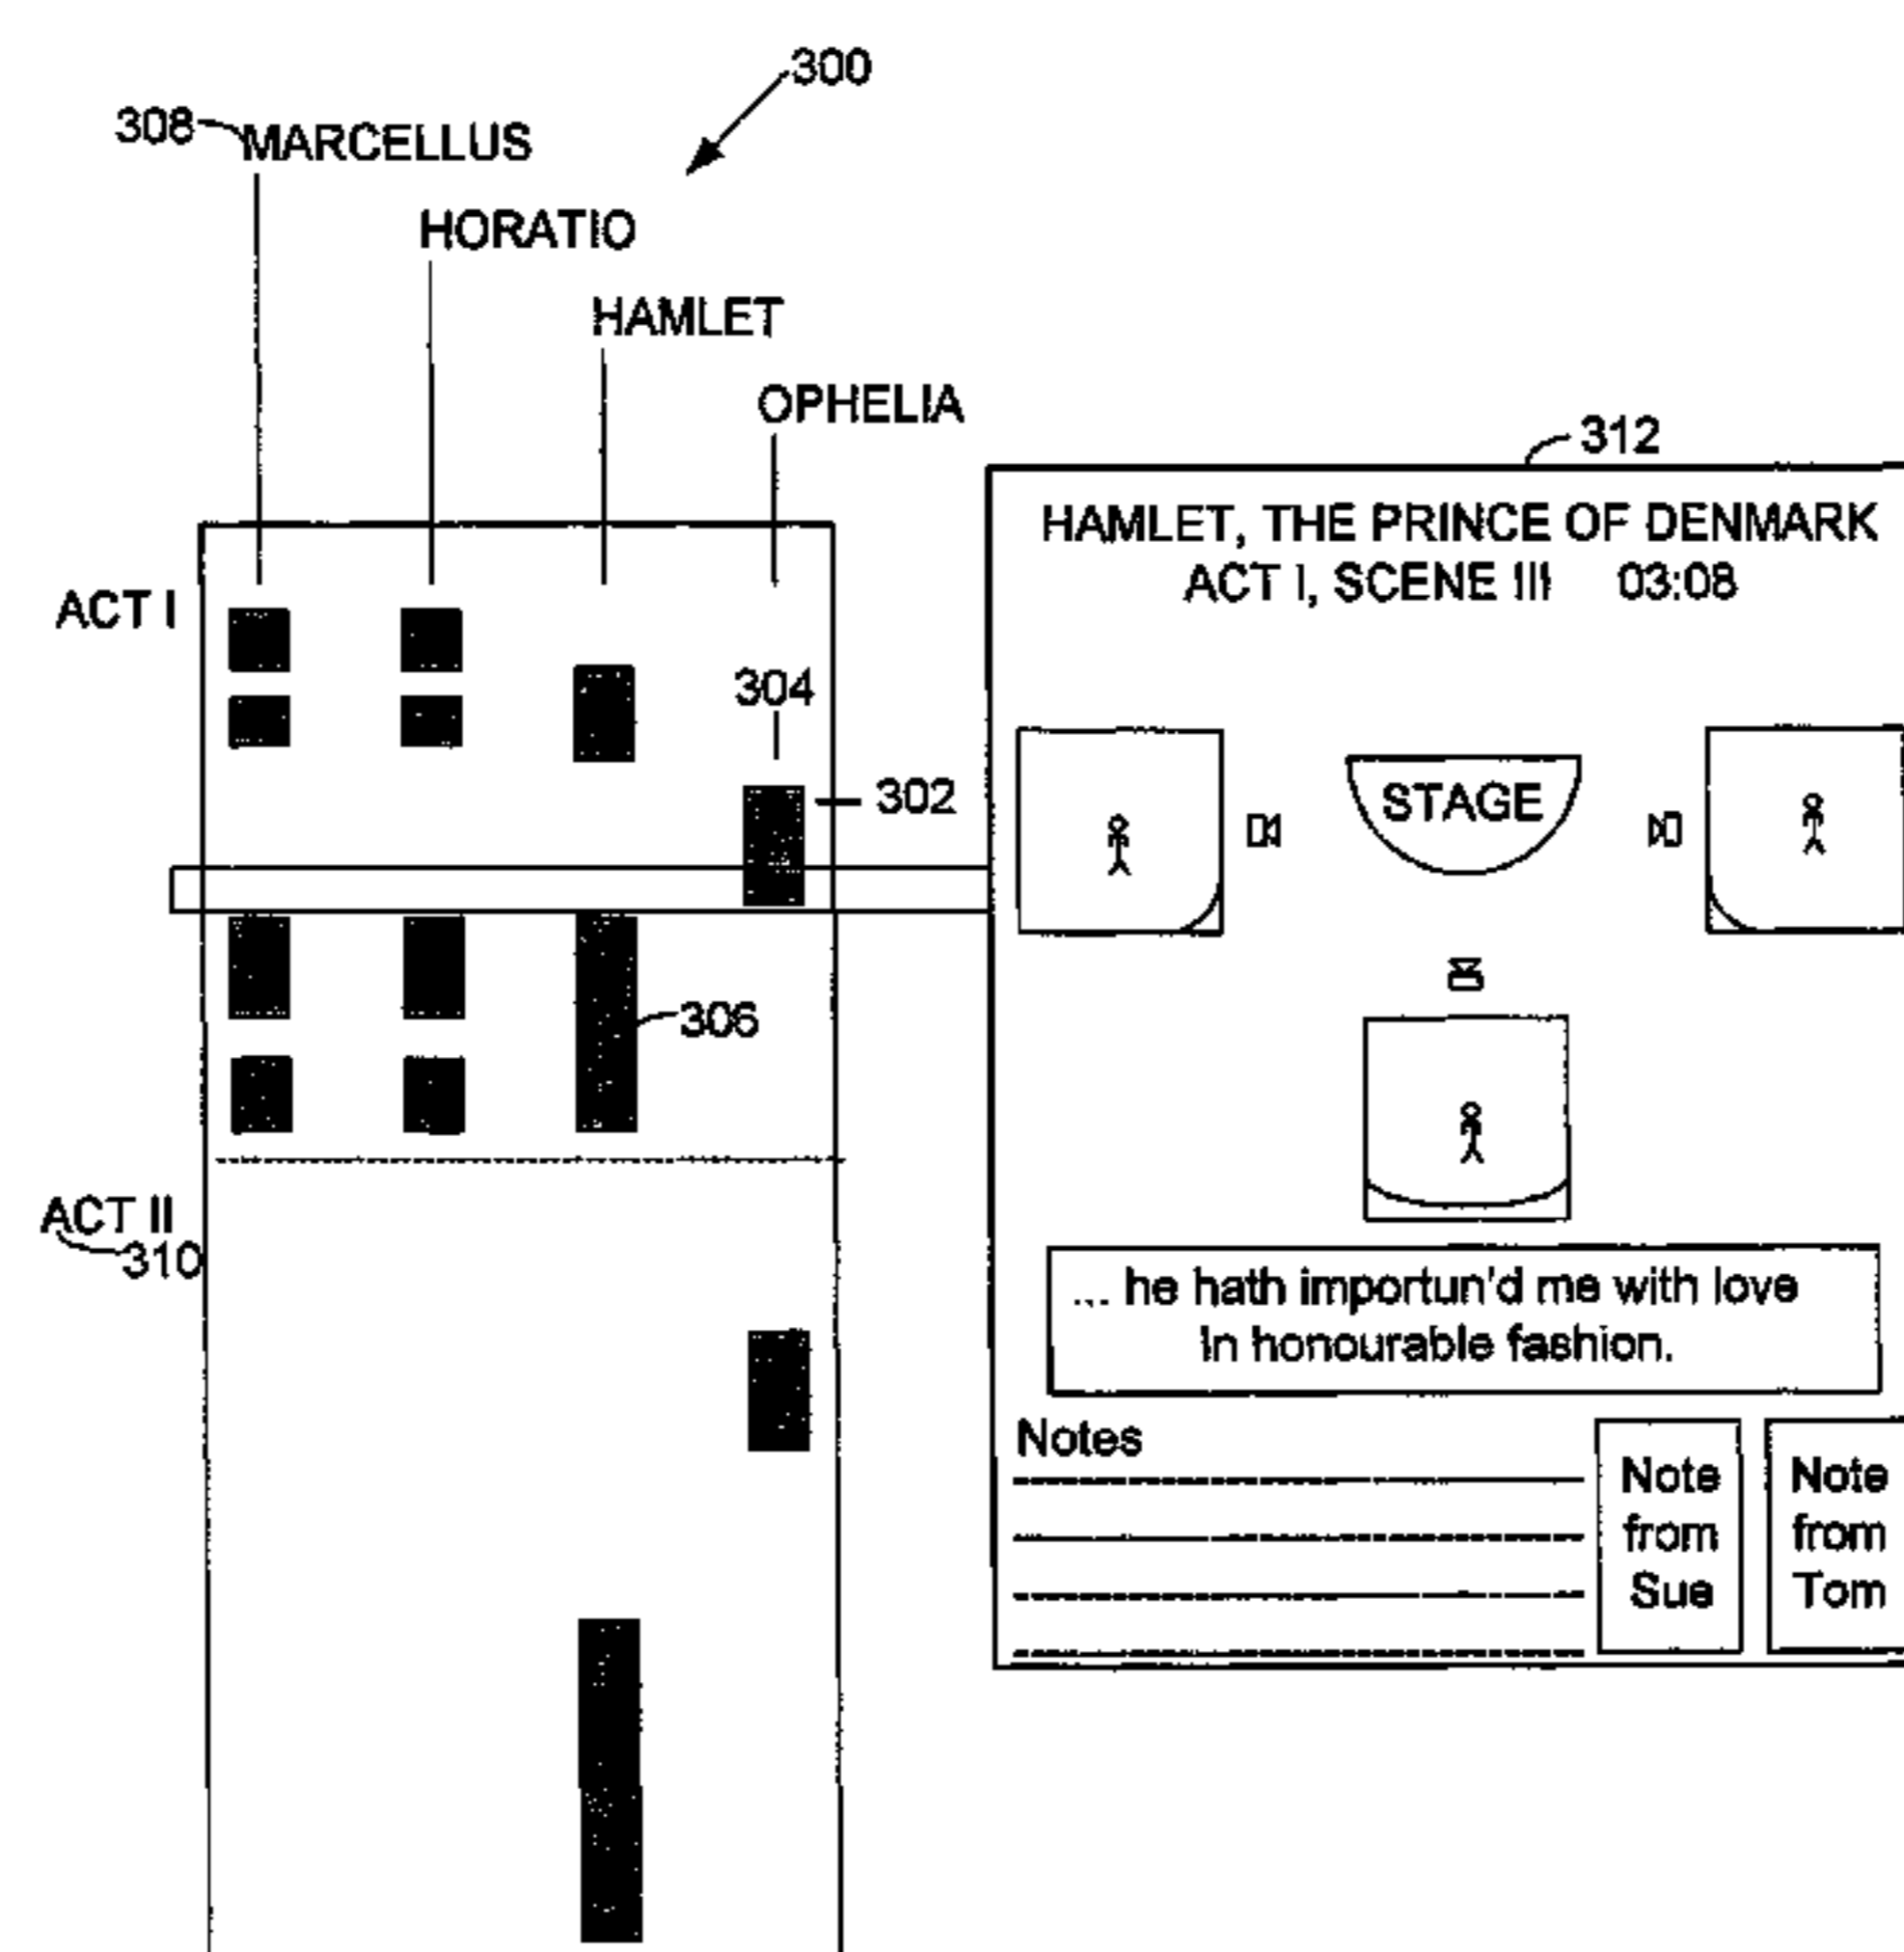 300
308 MARCELLUS
HORATIO
HAMLET
OPHELIA
ACT I
304
302
306
ACT II
310
312
HAMLET, THE PRINCE OF DENMARK
ACT I, SCENE III 03:08
STAGE
... he hath importun'd me with love
In honourable fashion.
Notes
Note
from
Sue
Note
from
Tom